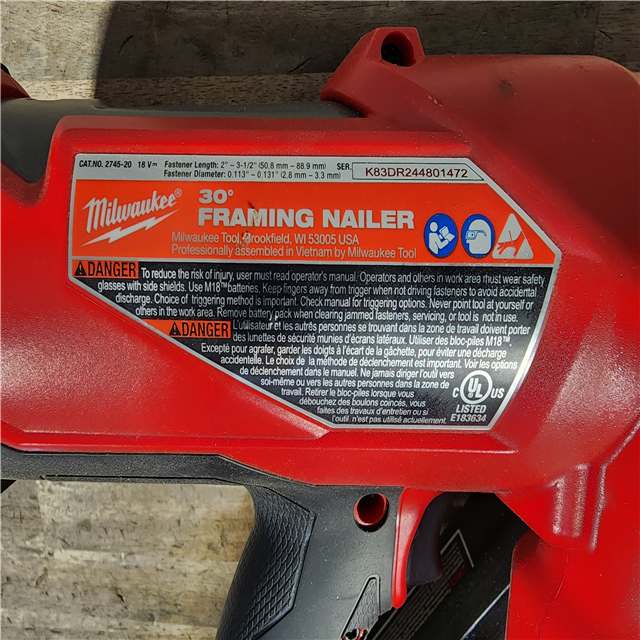 CAT.NO. 2745-20 18 V⎓ Fastener Length: 2" – 3-1/2" (50.8 mm – 88.9 mm) SER. K83DR244801472
Fastener Diameter: 0.113" – 0.131" (2.8 mm – 3.3 mm)
Milwaukee®
30°
FRAMING NAILER
Milwaukee Tool, Brookfield, WI 53005 USA
Professionally assembled in Vietnam by Milwaukee Tool
DANGER To reduce the risk of injury, user must read operator's manual. Operators and others in work area must wear safety
glasses with side shields. Use M18™batteries. Keep fingers away from trigger when not driving fasteners to avoid accidental
discharge. Choice of triggering method is important. Check manual for triggering options. Never point tool at yourself or
others in the work area. Remove battery pack when clearing jammed fasteners, servicing, or tool is not in use.
DANGER L'utilisateur et les autres personnes se trouvant dans la zone de travail doivent porter
des lunettes de sécurité munies d'écrans latéraux. Utiliser des bloc-piles M18™.
Excepté pour agrafer, garder les doigts à l'écart de la gâchette, pour éviter une décharge
accidentelle. Le choix de la méthode de déclenchement est important. Voir les options
de déclenchement dans le manuel. Ne jamais diriger l'outil vers
soi-même ou vers les autres personnes dans la zone de
travail. Retirer le bloc-piles lorsque vous
débouchez des boulons coincés, vous
faites des travaux d'entretien ou si
l'outil n'est pas utilisé actuellement.
C UL US
LISTED
E183634